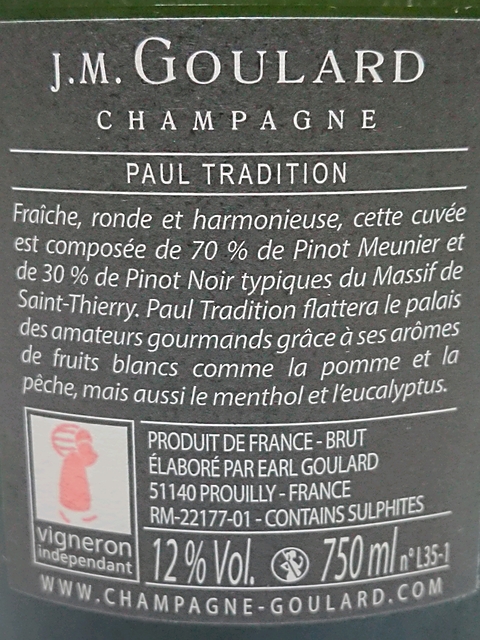 J.M. GOULARD
CHAMPAGNE
PAUL TRADITION
Fraîche, ronde et harmonieuse, cette cuvée
est composée de 70 % de Pinot Meunier et
de 30 % de Pinot Noir typiques du Massif de
Saint-Thierry. Paul Tradition flattera le palais
des amateurs gourmands grâce à ses arômes
de fruits blancs comme la pomme et la
pêche, mais aussi le menthol et l'eucalyptus.
PRODUIT DE FRANCE - BRUT
ÉLABORÉ PAR EARL GOULARD
51140 PROUILLY - FRANCE
RM-22177-01 - CONTAINS SULPHITES
vigneron
indépendant
12 % Vol. 750 ml n° L35-1
WWW.CHAMPAGNE-GOULARD.COM